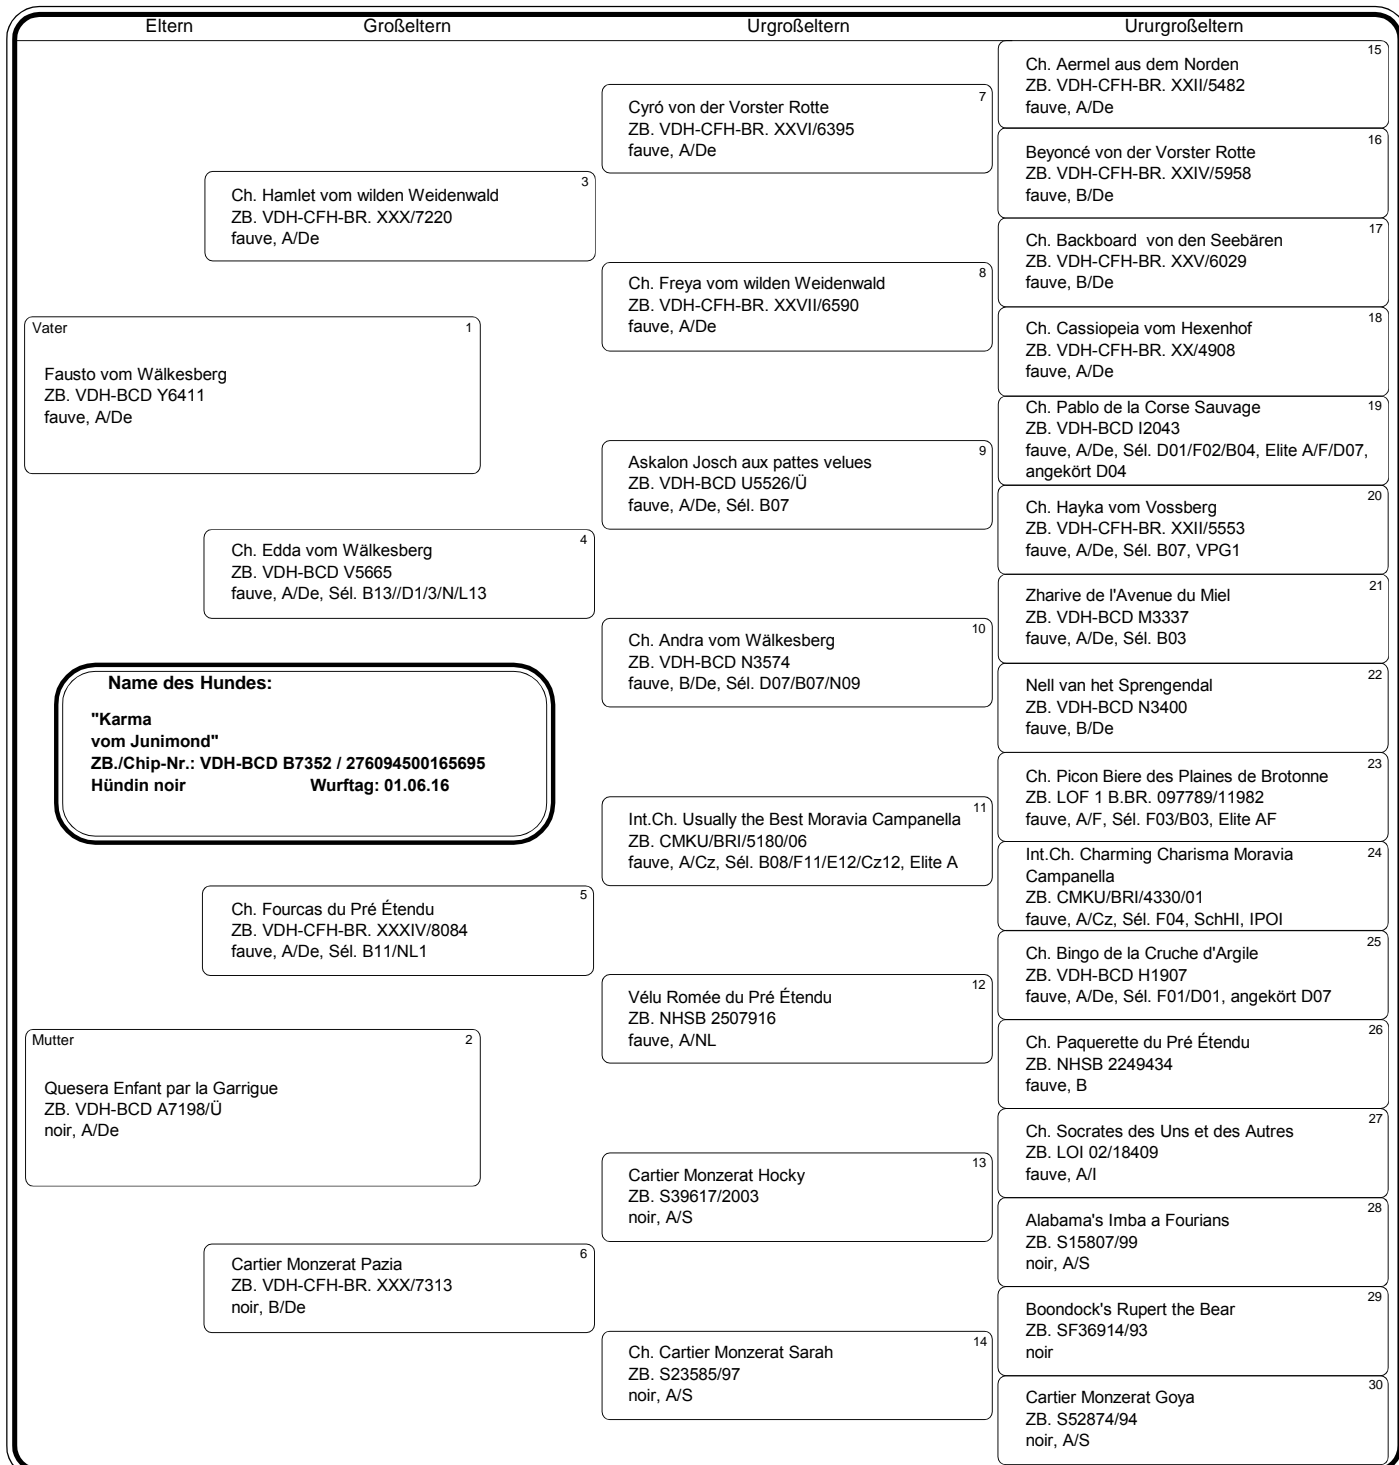 Eltern Großeltern Urgroßeltern Ururgroßeltern
Vater 1
Fausto vom Wälkesberg
ZB. VDH-BCD Y6411
fauve, A/De
Mutter 2
Quesera Enfant par la Garrigue
ZB. VDH-BCD A7198/Ü
noir, A/De
Name des Hundes:
"Karma
vom Junimond"
ZB./Chip-Nr.: VDH-BCD B7352 / 276094500165695
Hündin noir Wurftag: 01.06.16
3
Ch. Hamlet vom wilden Weidenwald
ZB. VDH-CFH-BR. XXX/7220
fauve, A/De
4
Ch. Edda vom Wälkesberg
ZB. VDH-BCD V5665
fauve, A/De, Sél. B13//D1/3/N/L13
5
Ch. Fourcas du Pré Étendu
ZB. VDH-CFH-BR. XXXIV/8084
fauve, A/De, Sél. B11/NL1
6
Cartier Monzerat Pazia
ZB. VDH-CFH-BR. XXX/7313
noir, B/De
7
Cyró von der Vorster Rotte
ZB. VDH-CFH-BR. XXVI/6395
fauve, A/De
8
Ch. Freya vom wilden Weidenwald
ZB. VDH-CFH-BR. XXVII/6590
fauve, A/De
9
Askalon Josch aux pattes velues
ZB. VDH-BCD U5526/Ü
fauve, A/De, Sél. B07
10
Ch. Andra vom Wälkesberg
ZB. VDH-BCD N3574
fauve, B/De, Sél. D07/B07/N09
11
Int.Ch. Usually the Best Moravia Campanella
ZB. CMKU/BRI/5180/06
fauve, A/Cz, Sél. B08/F11/E12/Cz12, Elite A
12
Vélu Romée du Pré Étendu
ZB. NHSB 2507916
fauve, A/NL
13
Cartier Monzerat Hocky
ZB. S39617/2003
noir, A/S
14
Ch. Cartier Monzerat Sarah
ZB. S23585/97
noir, A/S
15
Ch. Aermel aus dem Norden
ZB. VDH-CFH-BR. XXII/5482
fauve, A/De
16
Beyoncé von der Vorster Rotte
ZB. VDH-CFH-BR. XXIV/5958
fauve, B/De
17
Ch. Backboard von den Seebären
ZB. VDH-CFH-BR. XXV/6029
fauve, B/De
18
Ch. Cassiopeia vom Hexenhof
ZB. VDH-CFH-BR. XX/4908
fauve, A/De
19
Ch. Pablo de la Corse Sauvage
ZB. VDH-BCD I2043
fauve, A/De, Sél. D01/F02/B04, Elite A/F/D07,
angekört D04
20
Ch. Hayka vom Vossberg
ZB. VDH-CFH-BR. XXII/5553
fauve, A/De, Sél. B07, VPG1
21
Zharive de l'Avenue du Miel
ZB. VDH-BCD M3337
fauve, A/De, Sél. B03
22
Nell van het Sprengendal
ZB. VDH-BCD N3400
fauve, B/De
23
Ch. Picon Biere des Plaines de Brotonne
ZB. LOF 1 B.BR. 097789/11982
fauve, A/F, Sél. F03/B03, Elite AF
24
Int.Ch. Charming Charisma Moravia
Campanella
ZB. CMKU/BRI/4330/01
fauve, A/Cz, Sél. F04, SchHI, IPOI
25
Ch. Bingo de la Cruche d'Argile
ZB. VDH-BCD H1907
fauve, A/De, Sél. F01/D01, angekört D07
26
Ch. Paquerette du Pré Étendu
ZB. NHSB 2249434
fauve, B
27
Ch. Socrates des Uns et des Autres
ZB. LOI 02/18409
fauve, A/I
28
Alabama's Imba a Fourians
ZB. S15807/99
noir, A/S
29
Boondock's Rupert the Bear
ZB. SF36914/93
noir
30
Cartier Monzerat Goya
ZB. S52874/94
noir, A/S